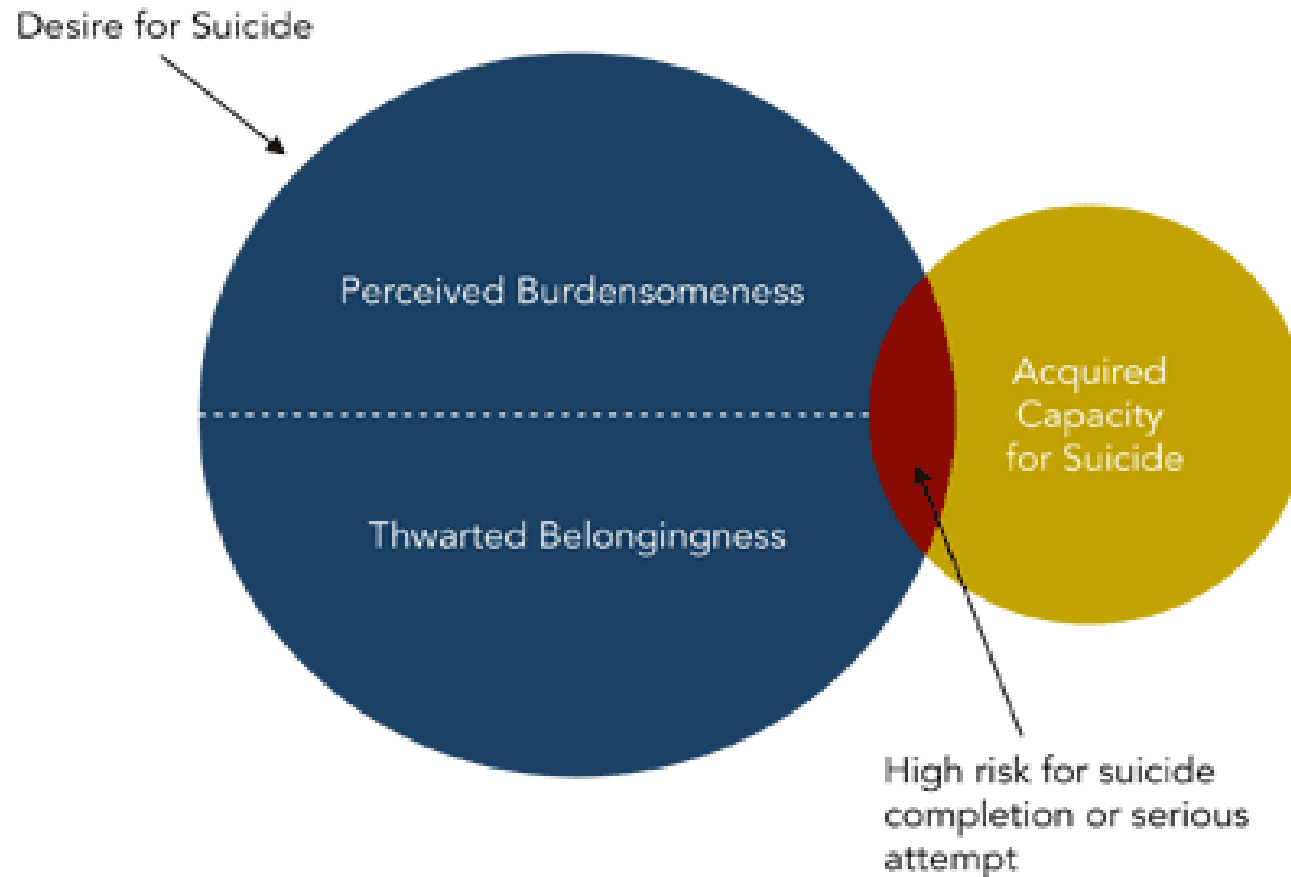 Desire for Suicide
Perceived Burdensomeness
Thwarted Belongingness
Acquired
Capacity
for Suicide
High risk for suicide
completion or serious
attempt